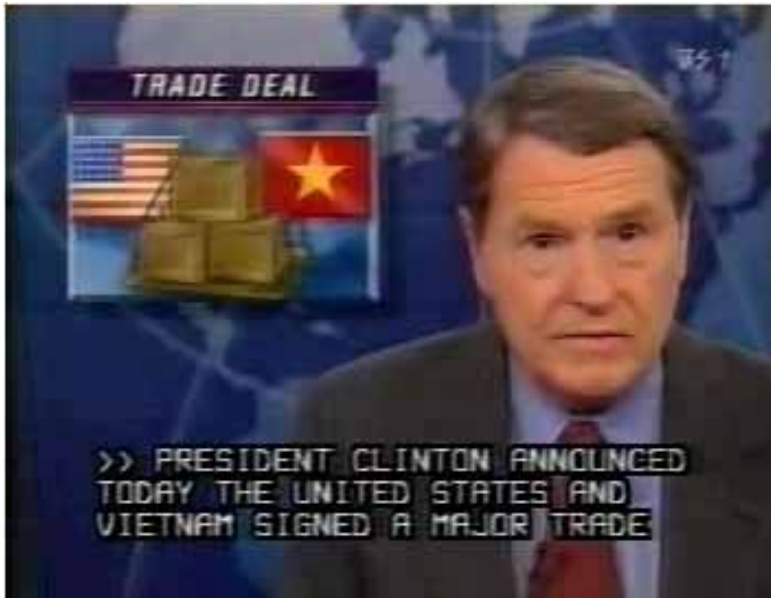 TRADE DEAL
>> PRESIDENT CLINTON ANNOUNCED
TODAY THE UNITED STATES AND
VIETNAM SIGNED A MAJOR TRADE